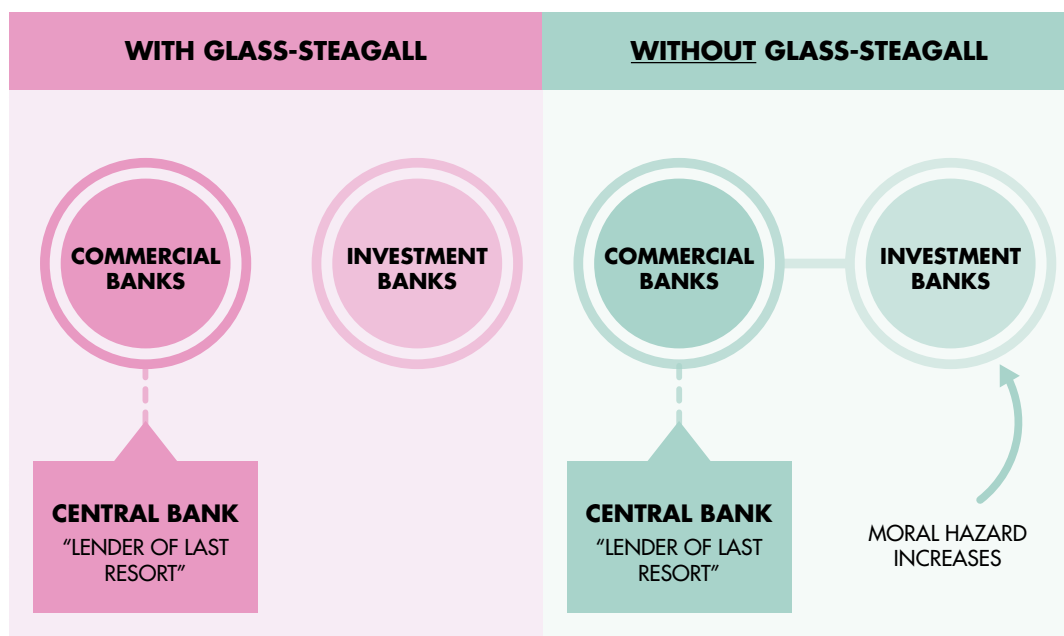 WITH GLASS-STEAGALL
COMMERCIAL
BANKS
INVESTMENT
BANKS
CENTRAL BANK
“LENDER OF LAST
RESORT”
WITHOUT GLASS-STEAGALL
COMMERCIAL
BANKS
INVESTMENT
BANKS
CENTRAL BANK
“LENDER OF LAST
RESORT”
MORAL HAZARD
INCREASES